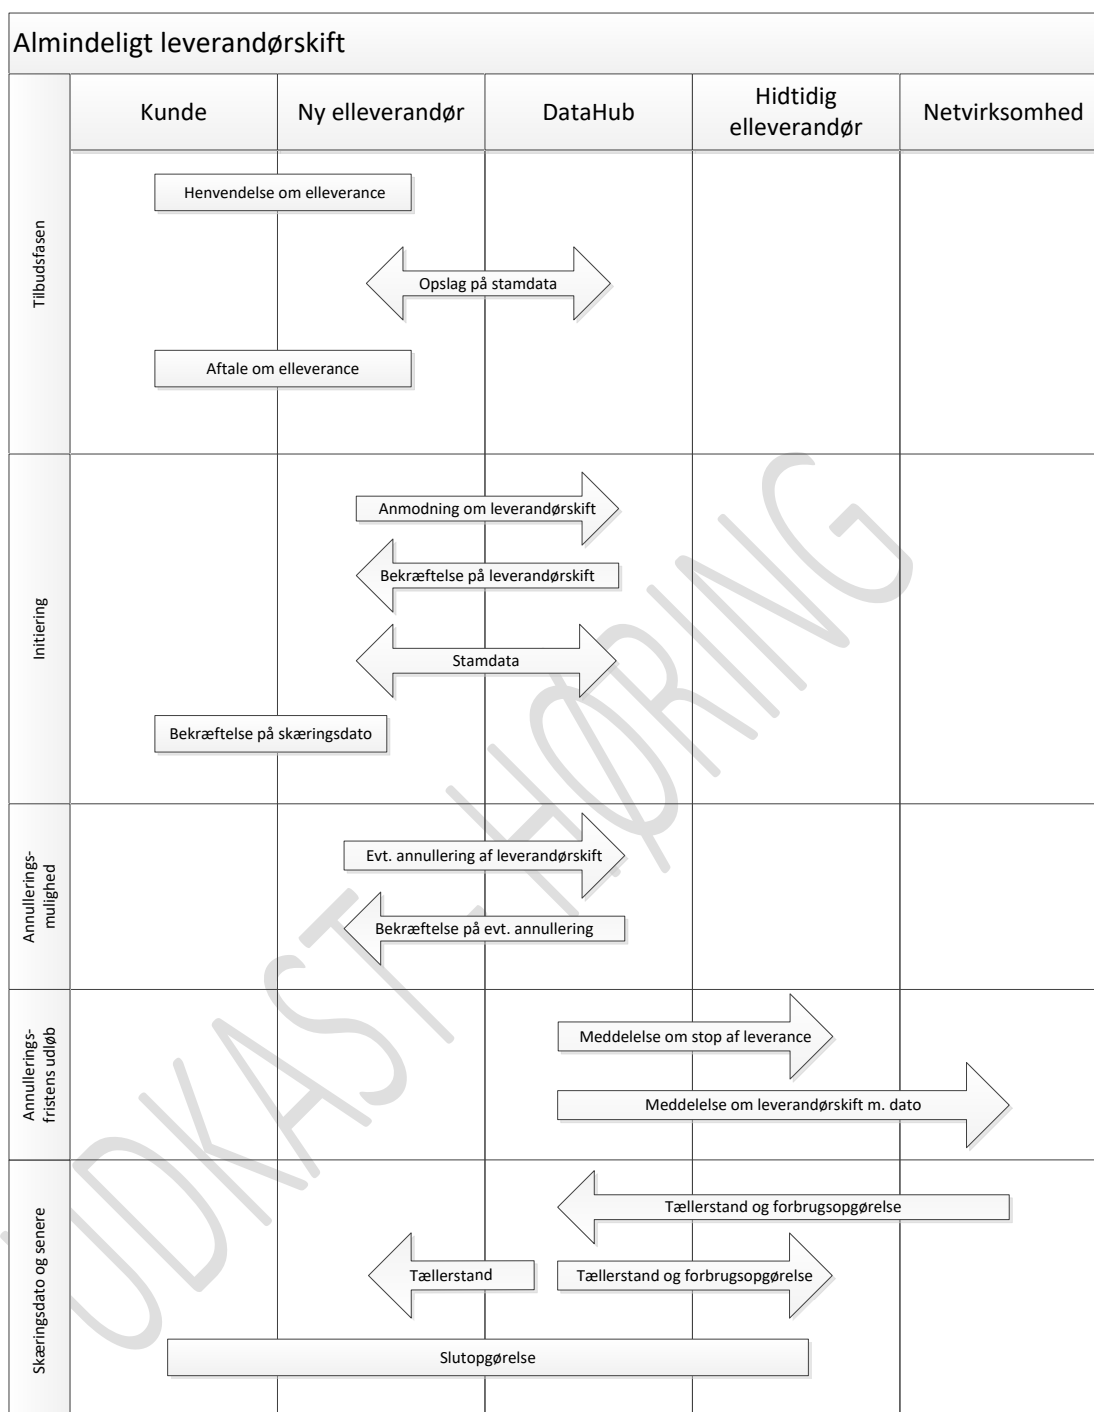 Almindeligt leverandørskift
Kunde
Ny elleverandør
DataHub
Hidtidig
elleverandør
Netvirksomhed
Tilbudsfasen
Henvendelse om elleverance
Opslag på stamdata
Aftale om elleverance
Initiering
Anmodning om leverandørskift
Bekræftelse på leverandørskift
Stamdata
Bekræftelse på skæringsdato
Annullerings-
mulighed
Evt. annullering af leverandørskift
Bekræftelse på evt. annullering
Annullerings-
fristens udløb
Meddelelse om stop af leverance
Meddelelse om leverandørskift m. dato
Skæringsdato og senere
Tællerstand og forbrugsopgørelse
Tællerstand
Tællerstand og forbrugsopgørelse
Slutopgørelse
UDKAST - HØRING